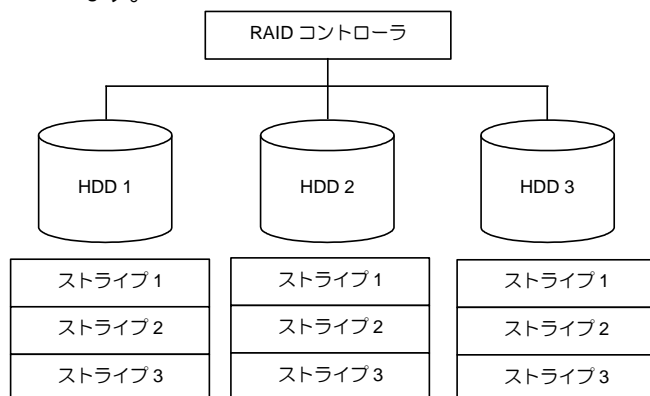 ます。
RAID コントローラ
HDD 1 HDD 2 HDD 3
ストライプ 1 ストライプ 1 ストライプ 1
ストライプ 2 ストライプ 2 ストライプ 2
ストライプ 3 ストライプ 3 ストライプ 3